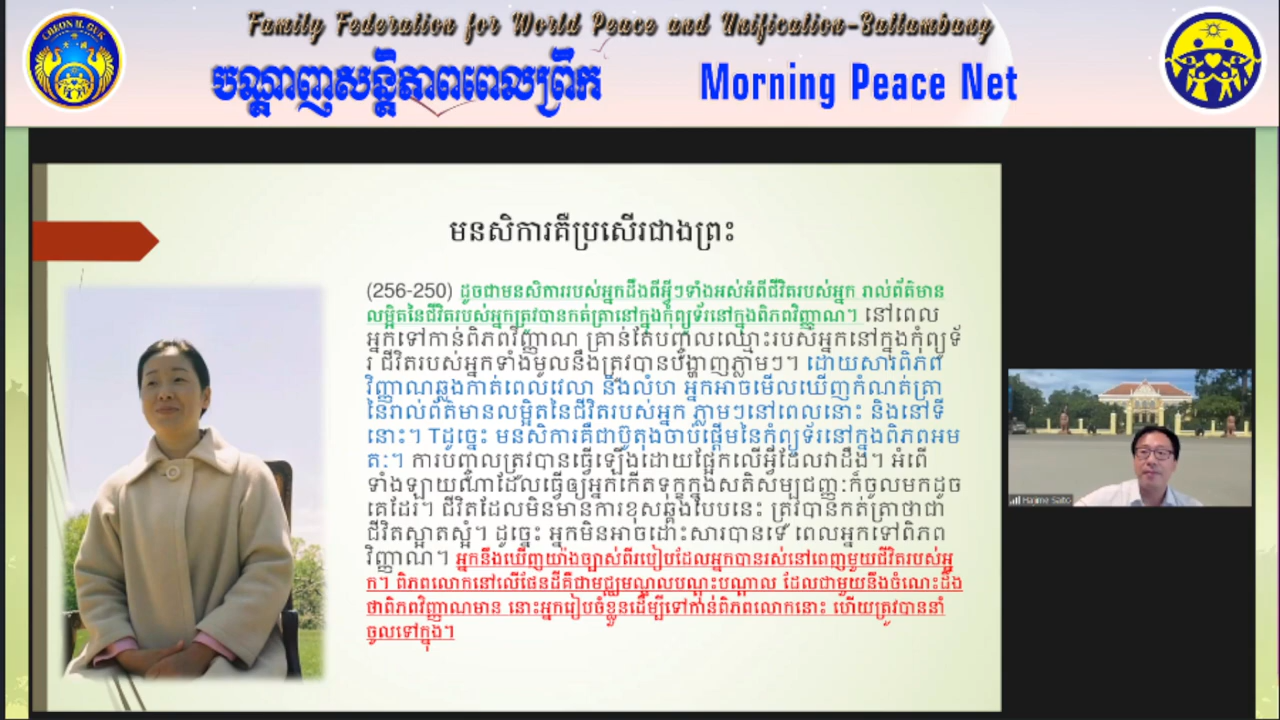 Family Federation for World Peace and Unification-Battambang
CHEON IL GUK
បណ្ដាញសន្តិភាពពេលព្រឹក
Morning Peace Net
មនសិការគឺប្រសើរជាងព្រះ
(256-250) ដូចជាមនសិការរបស់អ្នកដឹងពីអ្វីៗទាំងអស់អំពីជីវិតរបស់អ្នក រាល់ព័ត៌មាន
លម្អិតនៃជីវិតរបស់អ្នកត្រូវបានកត់ត្រានៅក្នុងកុំព្យូទ័រនៅក្នុងពិភពវិញ្ញាណ។ នៅពេល
អ្នកទៅកាន់ពិភពវិញ្ញាណ គ្រាន់តែបញ្ចូលឈ្មោះរបស់អ្នកនៅក្នុងកុំព្យូទ័
រ ជីវិតរបស់អ្នកទាំងមូលនឹងត្រូវបានបង្ហាញភ្លាមៗ។ ដោយសារពិភព
វិញ្ញាណឆ្លងកាត់ពេលវេលា និងលំហ អ្នកអាចមើលឃើញកំណត់ត្រា
នៃរាល់ព័ត៌មានលម្អិតនៃជីវិតរបស់អ្នក ភ្លាមៗនៅពេលនោះ និងនៅទី
នោះ។ Tដូច្នេះ មនសិការគឺជាប៊ូតុងចាប់ផ្តើមនៃកុំព្យូទ័រនៅក្នុងពិភពអម
តៈ។ ការបញ្ចូលត្រូវបានធ្វើឡើងដោយផ្អែកលើអ្វីដែលវាដឹង។ អំពើ
ទាំងឡាយណាដែលធ្វើឲ្យអ្នកកើតទុក្ខក្នុងសតិសម្បជញ្ញៈក៏ចូលមកដូច
គេដែរ។ ជីវិតដែលមិនមានការខុសឆ្គងបែបនេះ ត្រូវបានកត់ត្រាថាជា
ជីវិតស្អាតស្អំ។ ដូច្នេះ អ្នកមិនអាចដោះសារបានទេ ពេលអ្នកទៅពិភព
វិញ្ញាណ។ អ្នកនឹងឃើញយ៉ាងច្បាស់ពីរបៀបដែលអ្នកបានរស់នៅពេញមួយជីវិតរបស់អ្ន
ក។ ពិភពលោកនៅលើផែនដីគឺជាមជ្ឈមណ្ឌលបណ្តុះបណ្តាល ដែលជាមួយនឹងចំណេះដឹង
ថាពិភពវិញ្ញាណមាន នោះអ្នករៀបចំខ្លួនដើម្បីទៅកាន់ពិភពលោកនោះ ហើយត្រូវបាននាំ
ចូលទៅក្នុង។
Hajime Saito